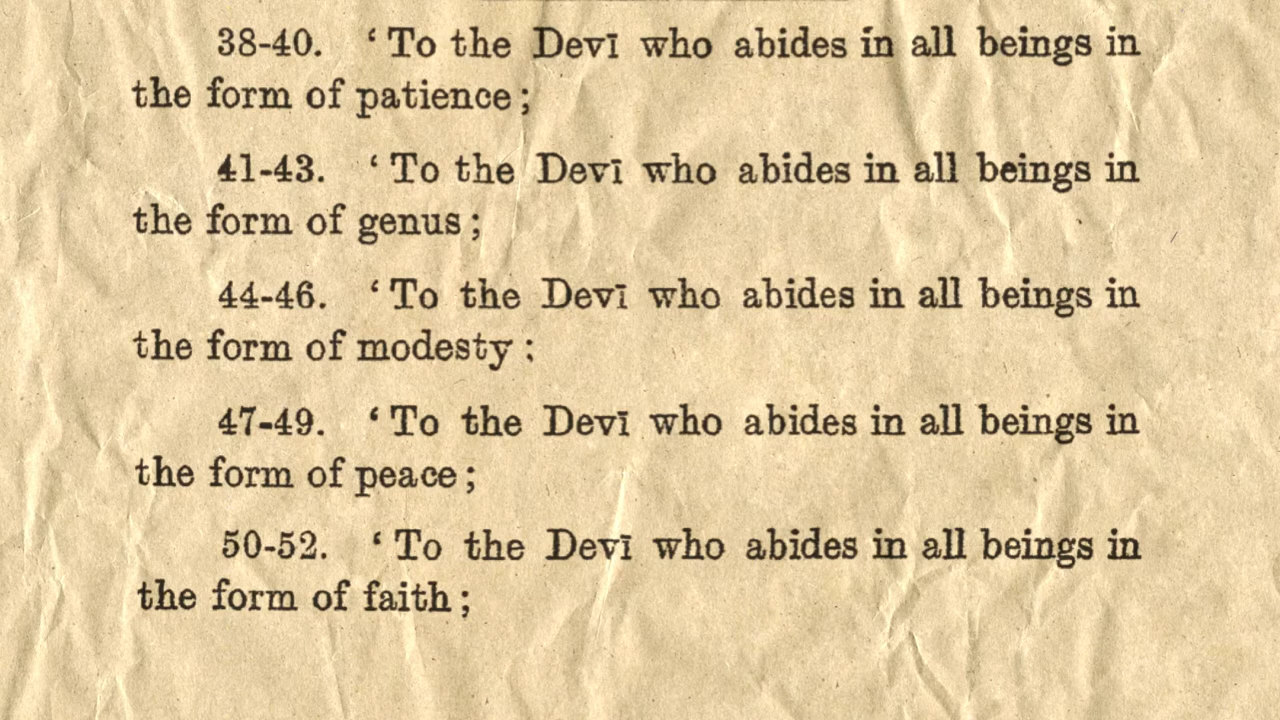 38-40. ‘ To the Devī who abides in all beings in
the form of patience ;
41-43. ‘ To the Devī who abides in all beings in
the form of genus ;
44-46. ‘ To the Devī who abides in all beings in
the form of modesty ;
47-49. ‘ To the Devī who abides in all beings in
the form of peace ;
50-52. ‘ To the Devī who abides in all beings in
the form of faith ;